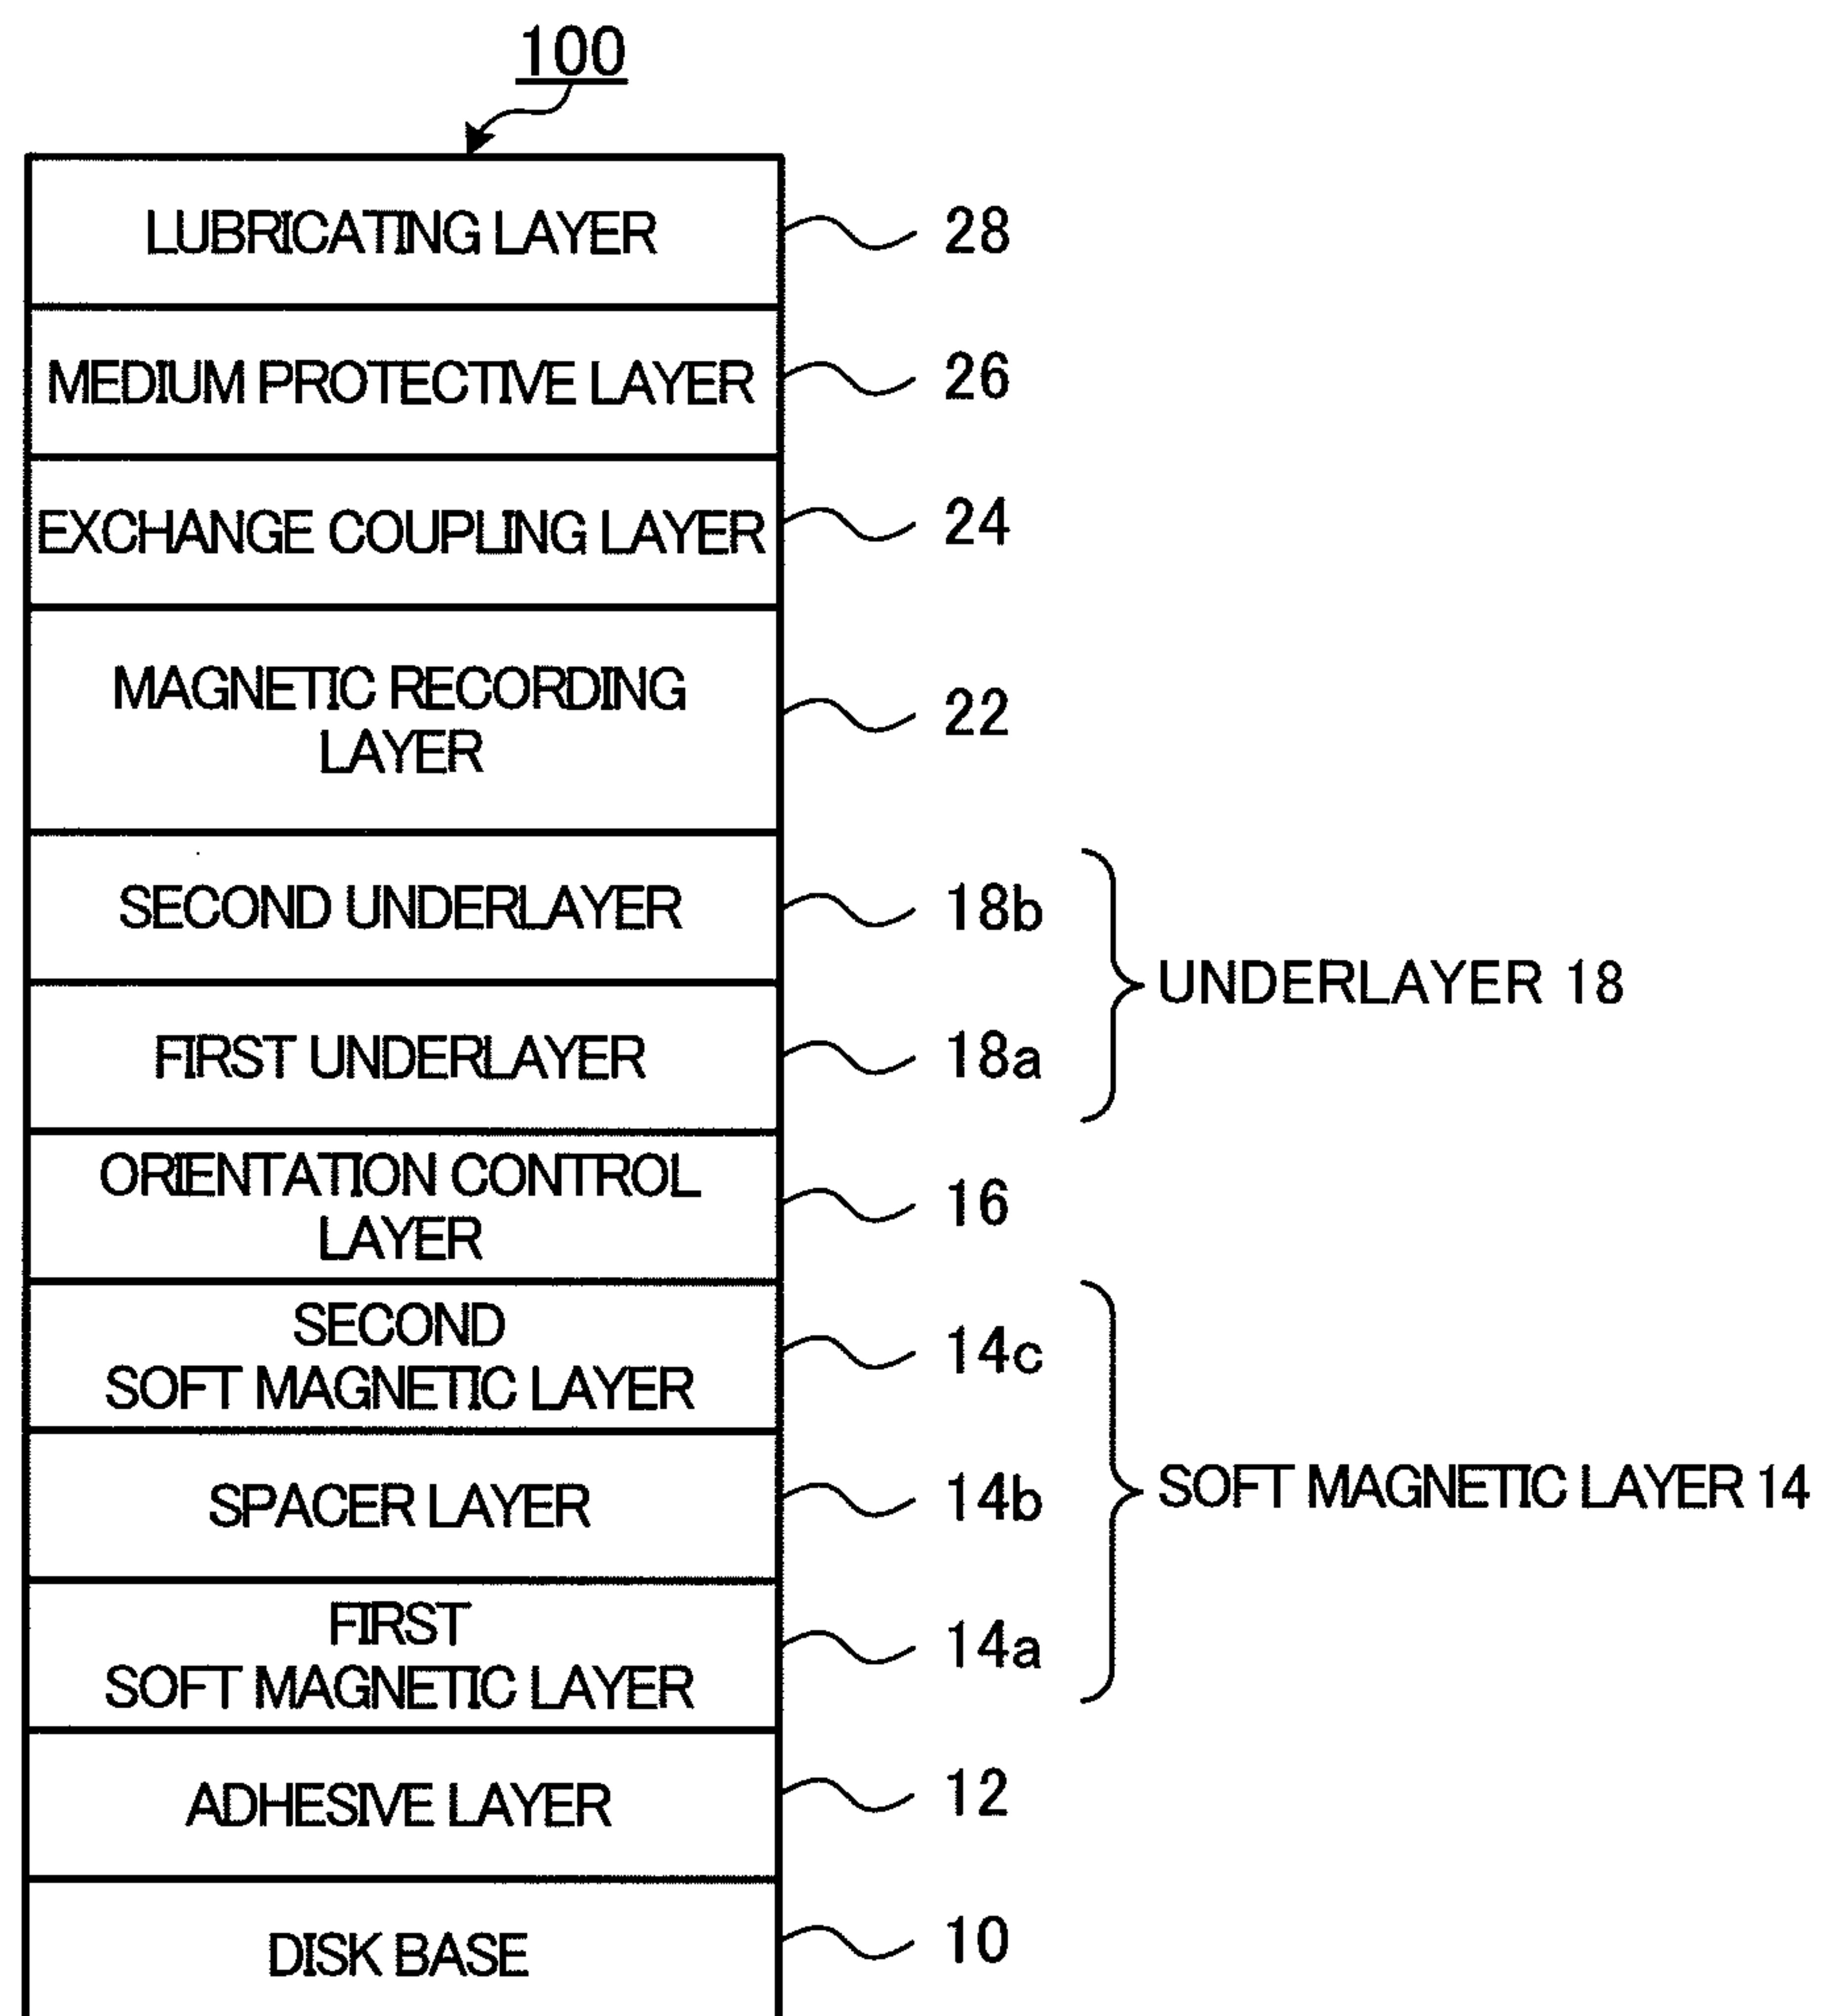 100
LUBRICATING LAYER 28
MEDIUM PROTECTIVE LAYER 26
EXCHANGE COUPLING LAYER 24
MAGNETIC RECORDING
LAYER 22
SECOND UNDERLAYER 18b
UNDERLAYER 18
FIRST UNDERLAYER 18a
ORIENTATION CONTROL
LAYER 16
SECOND
SOFT MAGNETIC LAYER 14c
SPACER LAYER 14b
SOFT MAGNETIC LAYER 14
FIRST
SOFT MAGNETIC LAYER 14a
ADHESIVE LAYER 12
DISK BASE 10